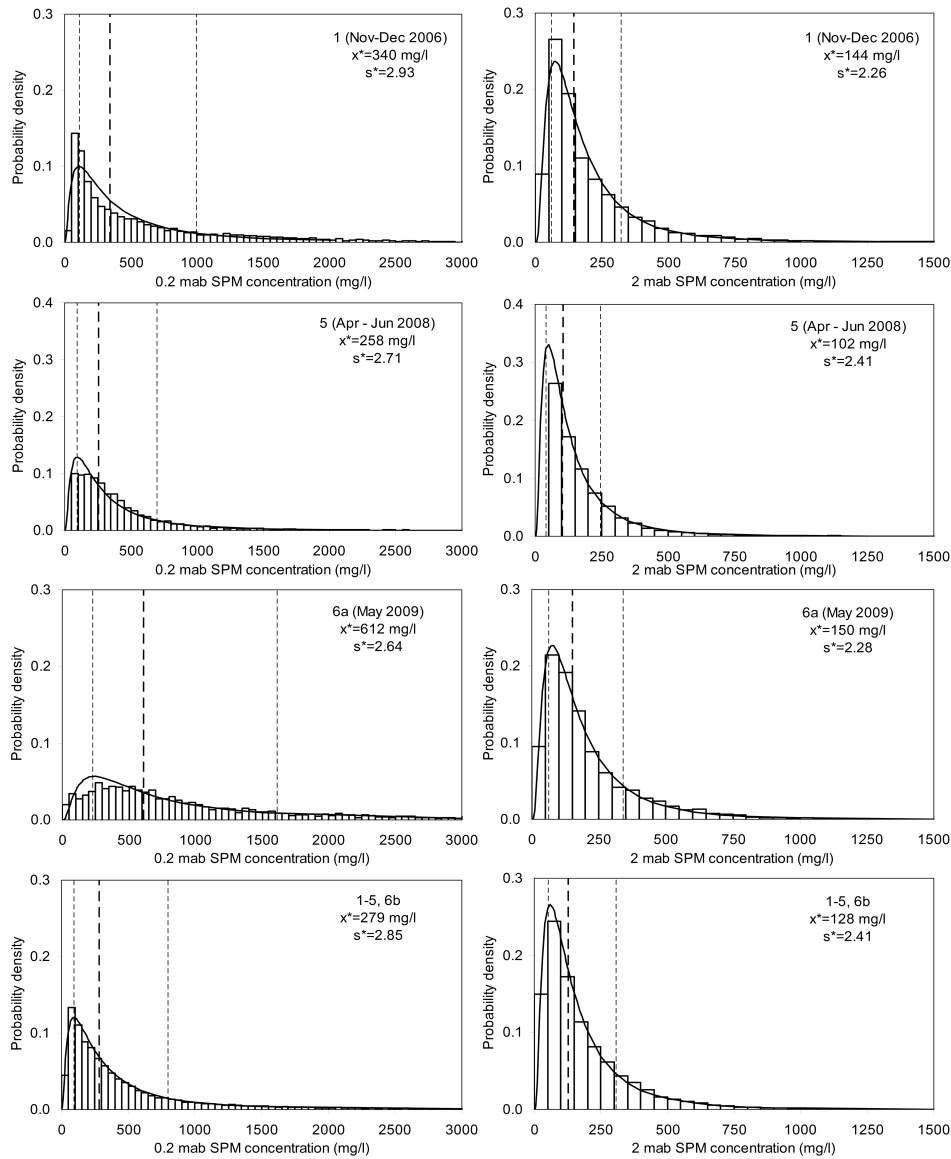 0.3
0.2
0.1
0.0
Probability density
1 (Nov-Dec 2006)
x*=340 mg/l
s*=2.93
0 500 1000 1500 2000 2500 3000
0.2 mab SPM concentration (mg/l)
0.3
0.2
0.1
0.0
Probability density
1 (Nov-Dec 2006)
x*=144 mg/l
s*=2.26
0 250 500 750 1000 1250 1500
2 mab SPM concentration (mg/l)
0.4
0.3
0.2
0.1
0.0
Probability density
5 (Apr - Jun 2008)
x*=258 mg/l
s*=2.71
0 500 1000 1500 2000 2500 3000
0.2 mab SPM concentration (mg/l)
0.4
0.3
0.2
0.1
0.0
Probability density
5 (Apr - Jun 2008)
x*=102 mg/l
s*=2.41
0 250 500 750 1000 1250 1500
2 mab SPM concentration (mg/l)
0.3
0.2
0.1
0.0
Probability density
6a (May 2009)
x*=612 mg/l
s*=2.64
0 500 1000 1500 2000 2500 3000
0.2 mab SPM concentration (mg/l)
0.3
0.2
0.1
0.0
Probability density
6a (May 2009)
x*=150 mg/l
s*=2.28
0 250 500 750 1000 1250 1500
2 mab SPM concentration (mg/l)
0.3
0.2
0.1
0.0
Probability density
1-5, 6b
x*=279 mg/l
s*=2.85
0 500 1000 1500 2000 2500 3000
0.2 mab SPM concentration (mg/l)
0.3
0.2
0.1
0.0
Probability density
1-5, 6b
x*=128 mg/l
s*=2.41
0 250 500 750 1000 1250 1500
2 mab SPM concentration (mg/l)